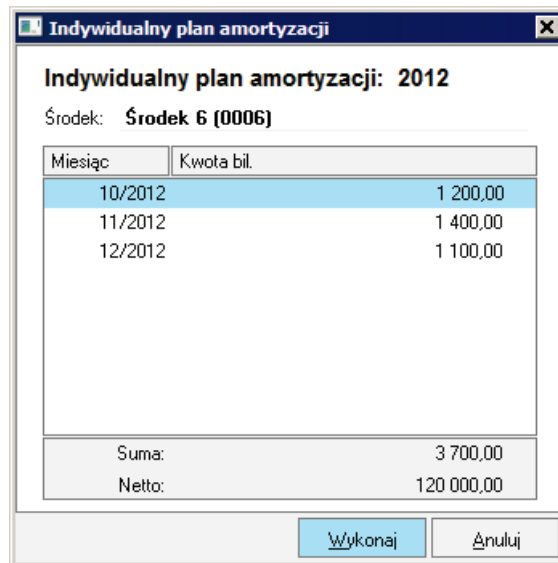 Indywidualny plan amortyzacji
Indywidualny plan amortyzacji: 2012
Środek: Środek 6 (0006)
Miesiąc Kwota bil.
10/2012 1 200,00
11/2012 1 400,00
12/2012 1 100,00
Suma: 3 700,00
Netto: 120 000,00
Wykonaj Anuluj